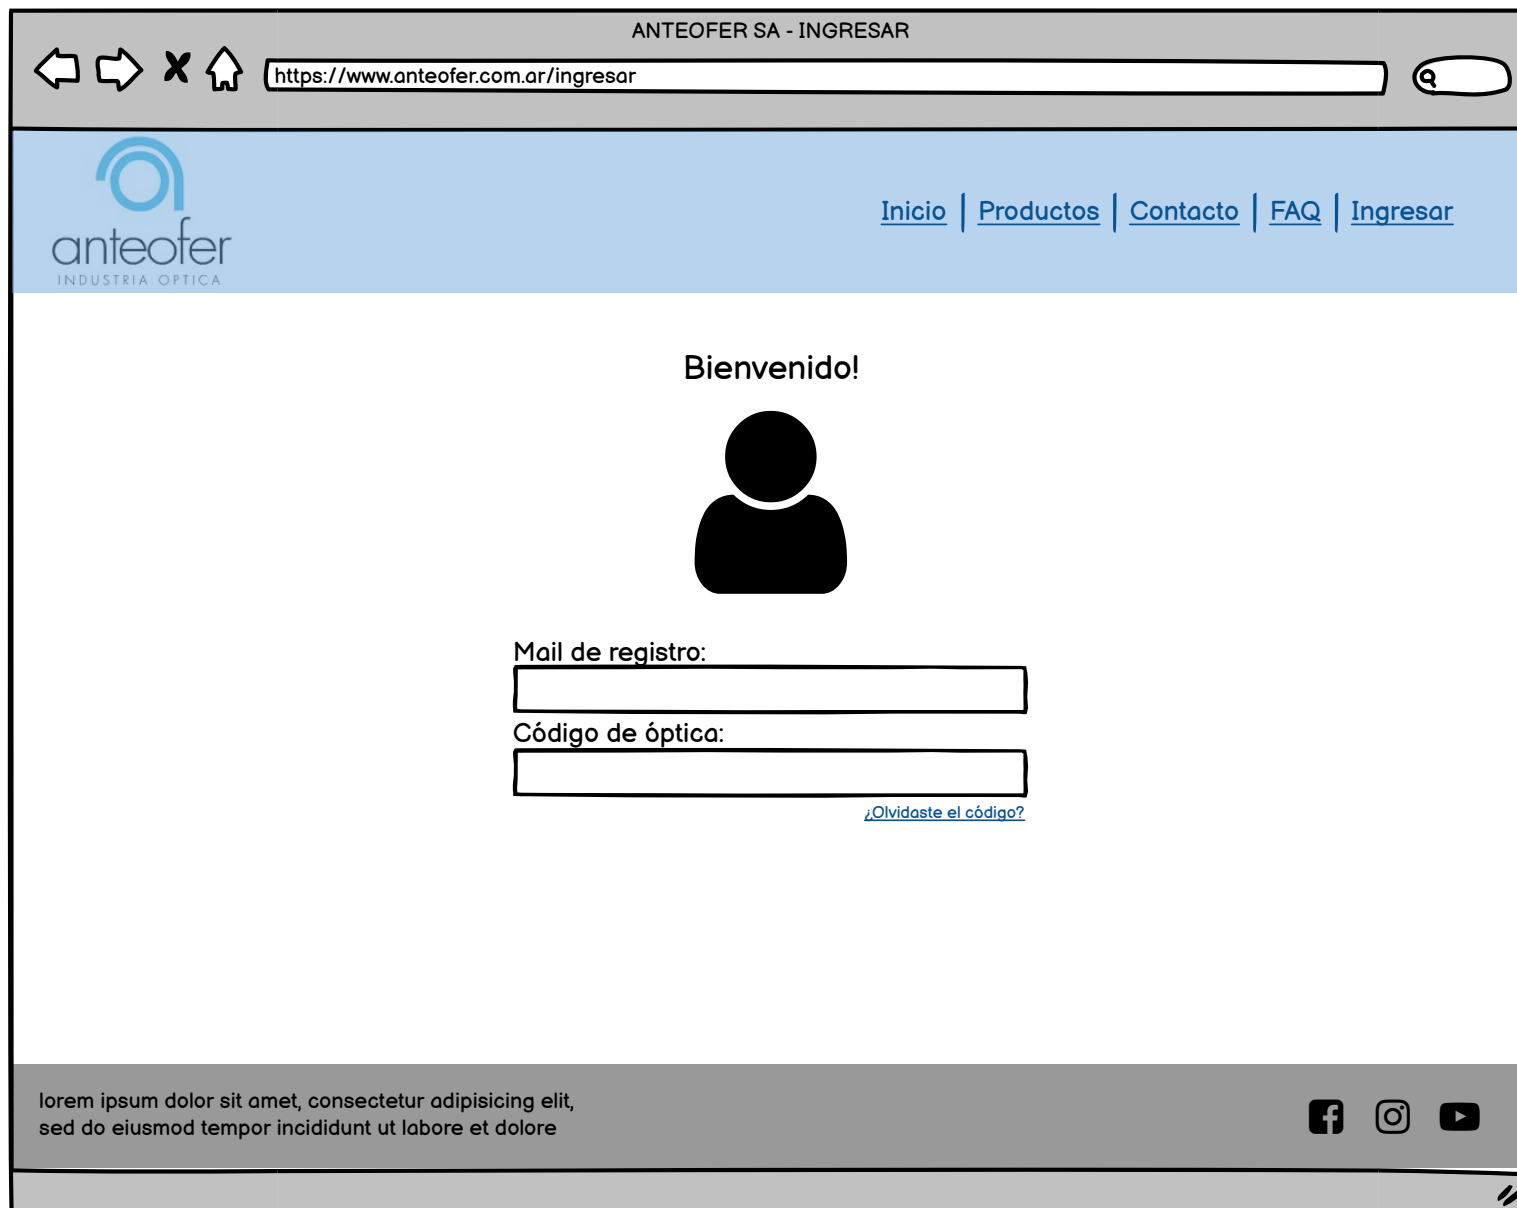 ANTEOFER SA - INGRESAR
https://www.anteofer.com.ar/ingresar
anteofer
INDUSTRIA OPTICA
Inicio | Productos | Contacto | FAQ | Ingresar
Bienvenido!
Mail de registro:
Código de óptica:
¿Olvidaste el código?
lorem ipsum dolor sit amet, consectetur adipisicing elit,
sed do eiusmod tempor incididunt ut labore et dolore